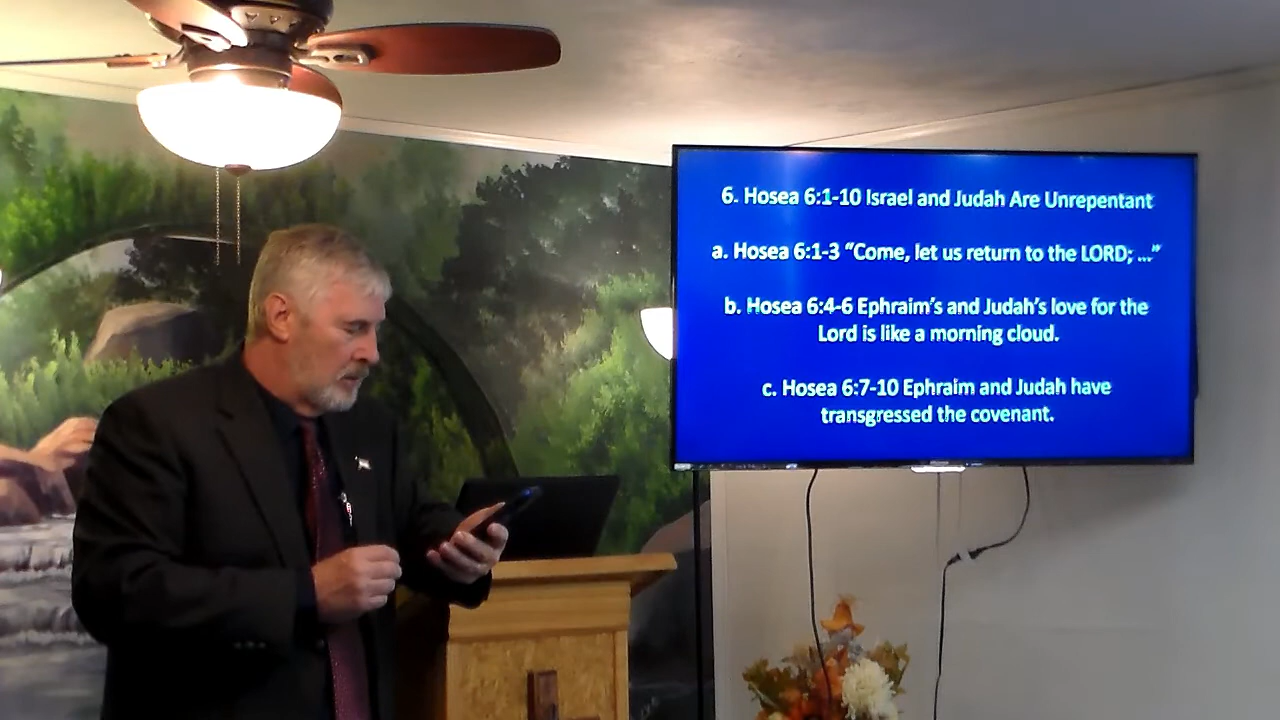 6. Hosea 6:1-10 Israel and Judah Are Unrepentant
a. Hosea 6:1-3 “Come, let us return to the LORD; ...”
b. Hosea 6:4-6 Ephraim’s and Judah’s love for the
Lord is like a morning cloud.
c. Hosea 6:7-10 Ephraim and Judah have
transgressed the covenant.